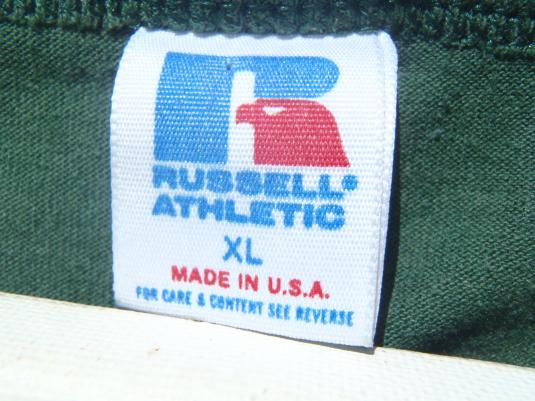 RUSSELL®
ATHLETIC
XL
MADE IN U.S.A.
FOR CARE & CONTENT SEE REVERSE